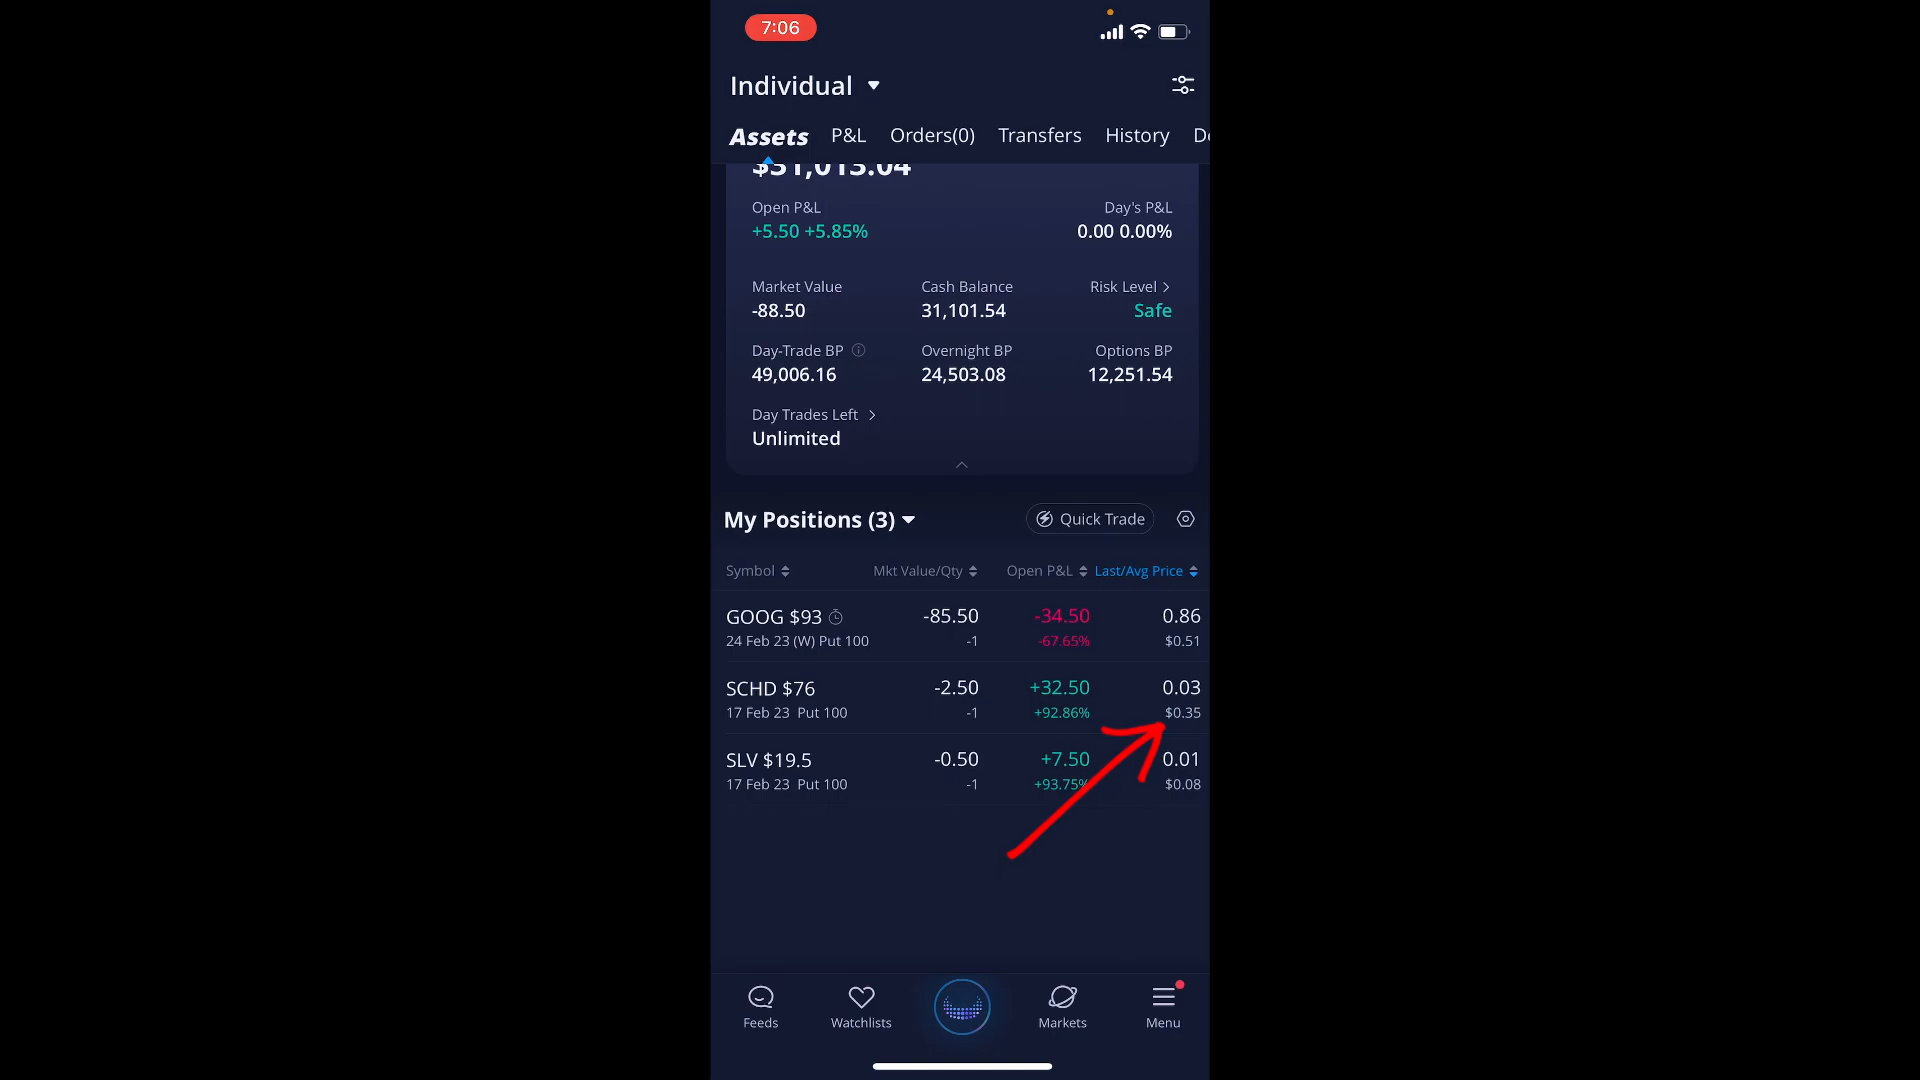 7:06
Individual
Assets P&L Orders(0) Transfers History
$31,013.04
Open P&L Day's P&L
+5.50 +5.85% 0.00 0.00%
Market Value Cash Balance Risk Level >
-88.50 31,101.54 Safe
Day-Trade BP Overnight BP Options BP
49,006.16 24,503.08 12,251.54
Day Trades Left >
Unlimited
My Positions (3) Quick Trade
Symbol Mkt Value/Qty Open P&L Last/Avg Price
GOOG $93 -85.50 -34.50 0.86
24 Feb 23 (W) Put 100 -1 -67.65% $0.51
SCHD $76 -2.50 +32.50 0.03
17 Feb 23 Put 100 -1 +92.86% $0.35
SLV $19.5 -0.50 +7.50 0.01
17 Feb 23 Put 100 -1 +93.75% $0.08
Feeds Watchlists Markets Menu